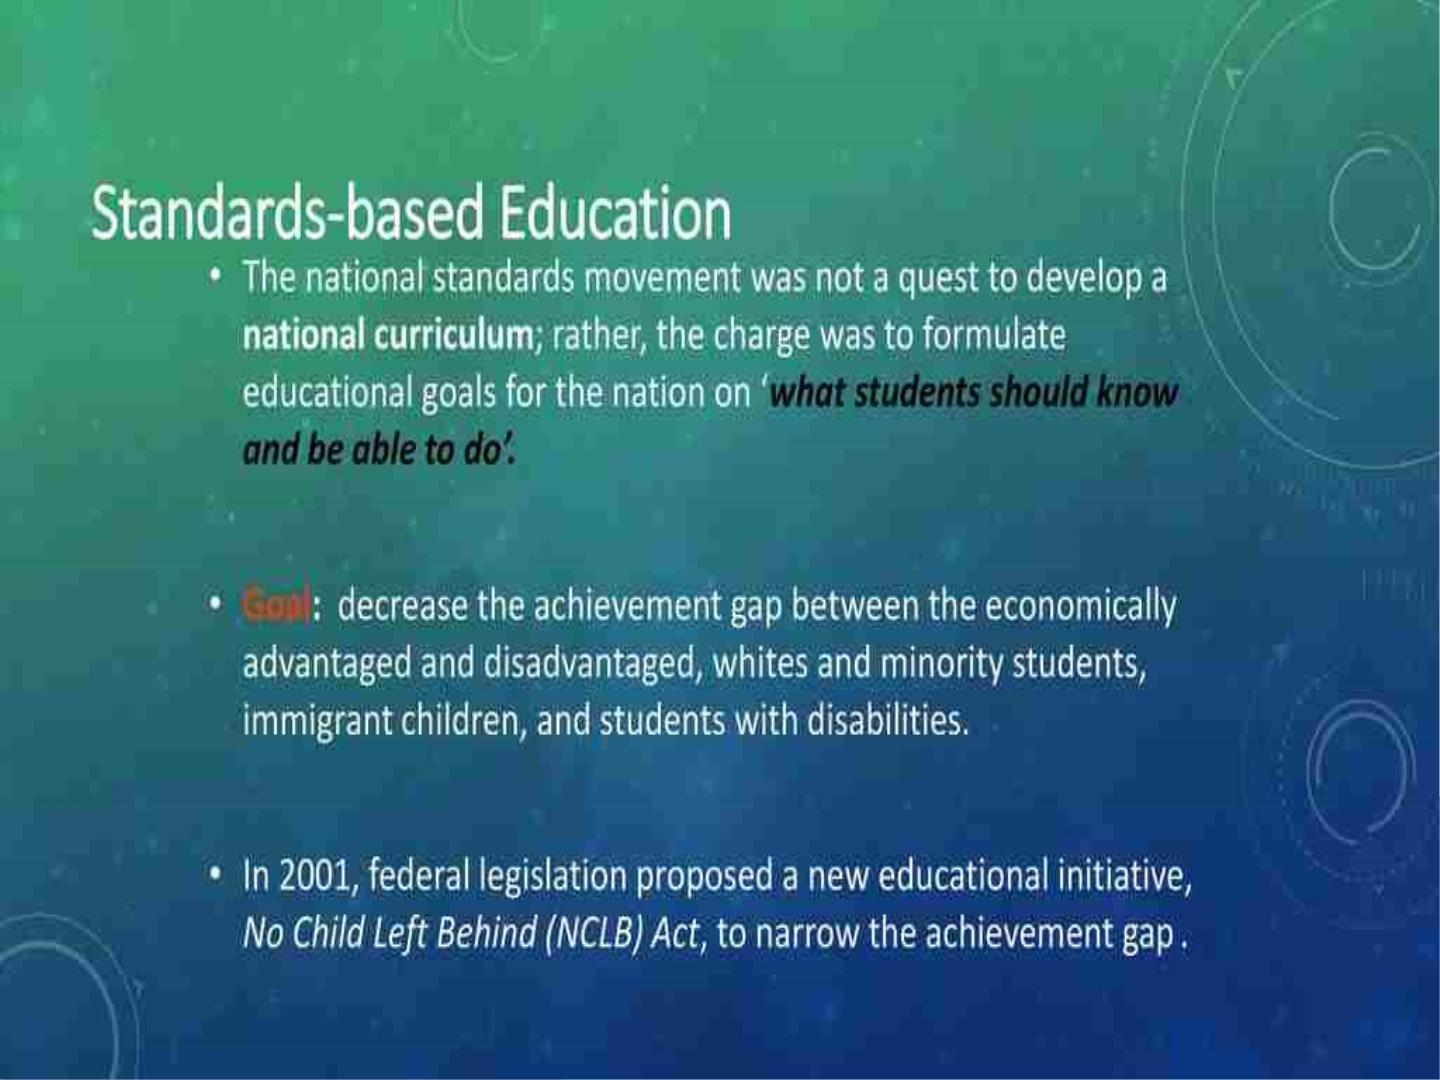 Standards-based Education
• The national standards movement was not a quest to develop a
national curriculum; rather, the charge was to formulate
educational goals for the nation on ‘what students should know
and be able to do’.
• Goal: decrease the achievement gap between the economically
advantaged and disadvantaged, whites and minority students,
immigrant children, and students with disabilities.
• In 2001, federal legislation proposed a new educational initiative,
No Child Left Behind (NCLB) Act, to narrow the achievement gap .